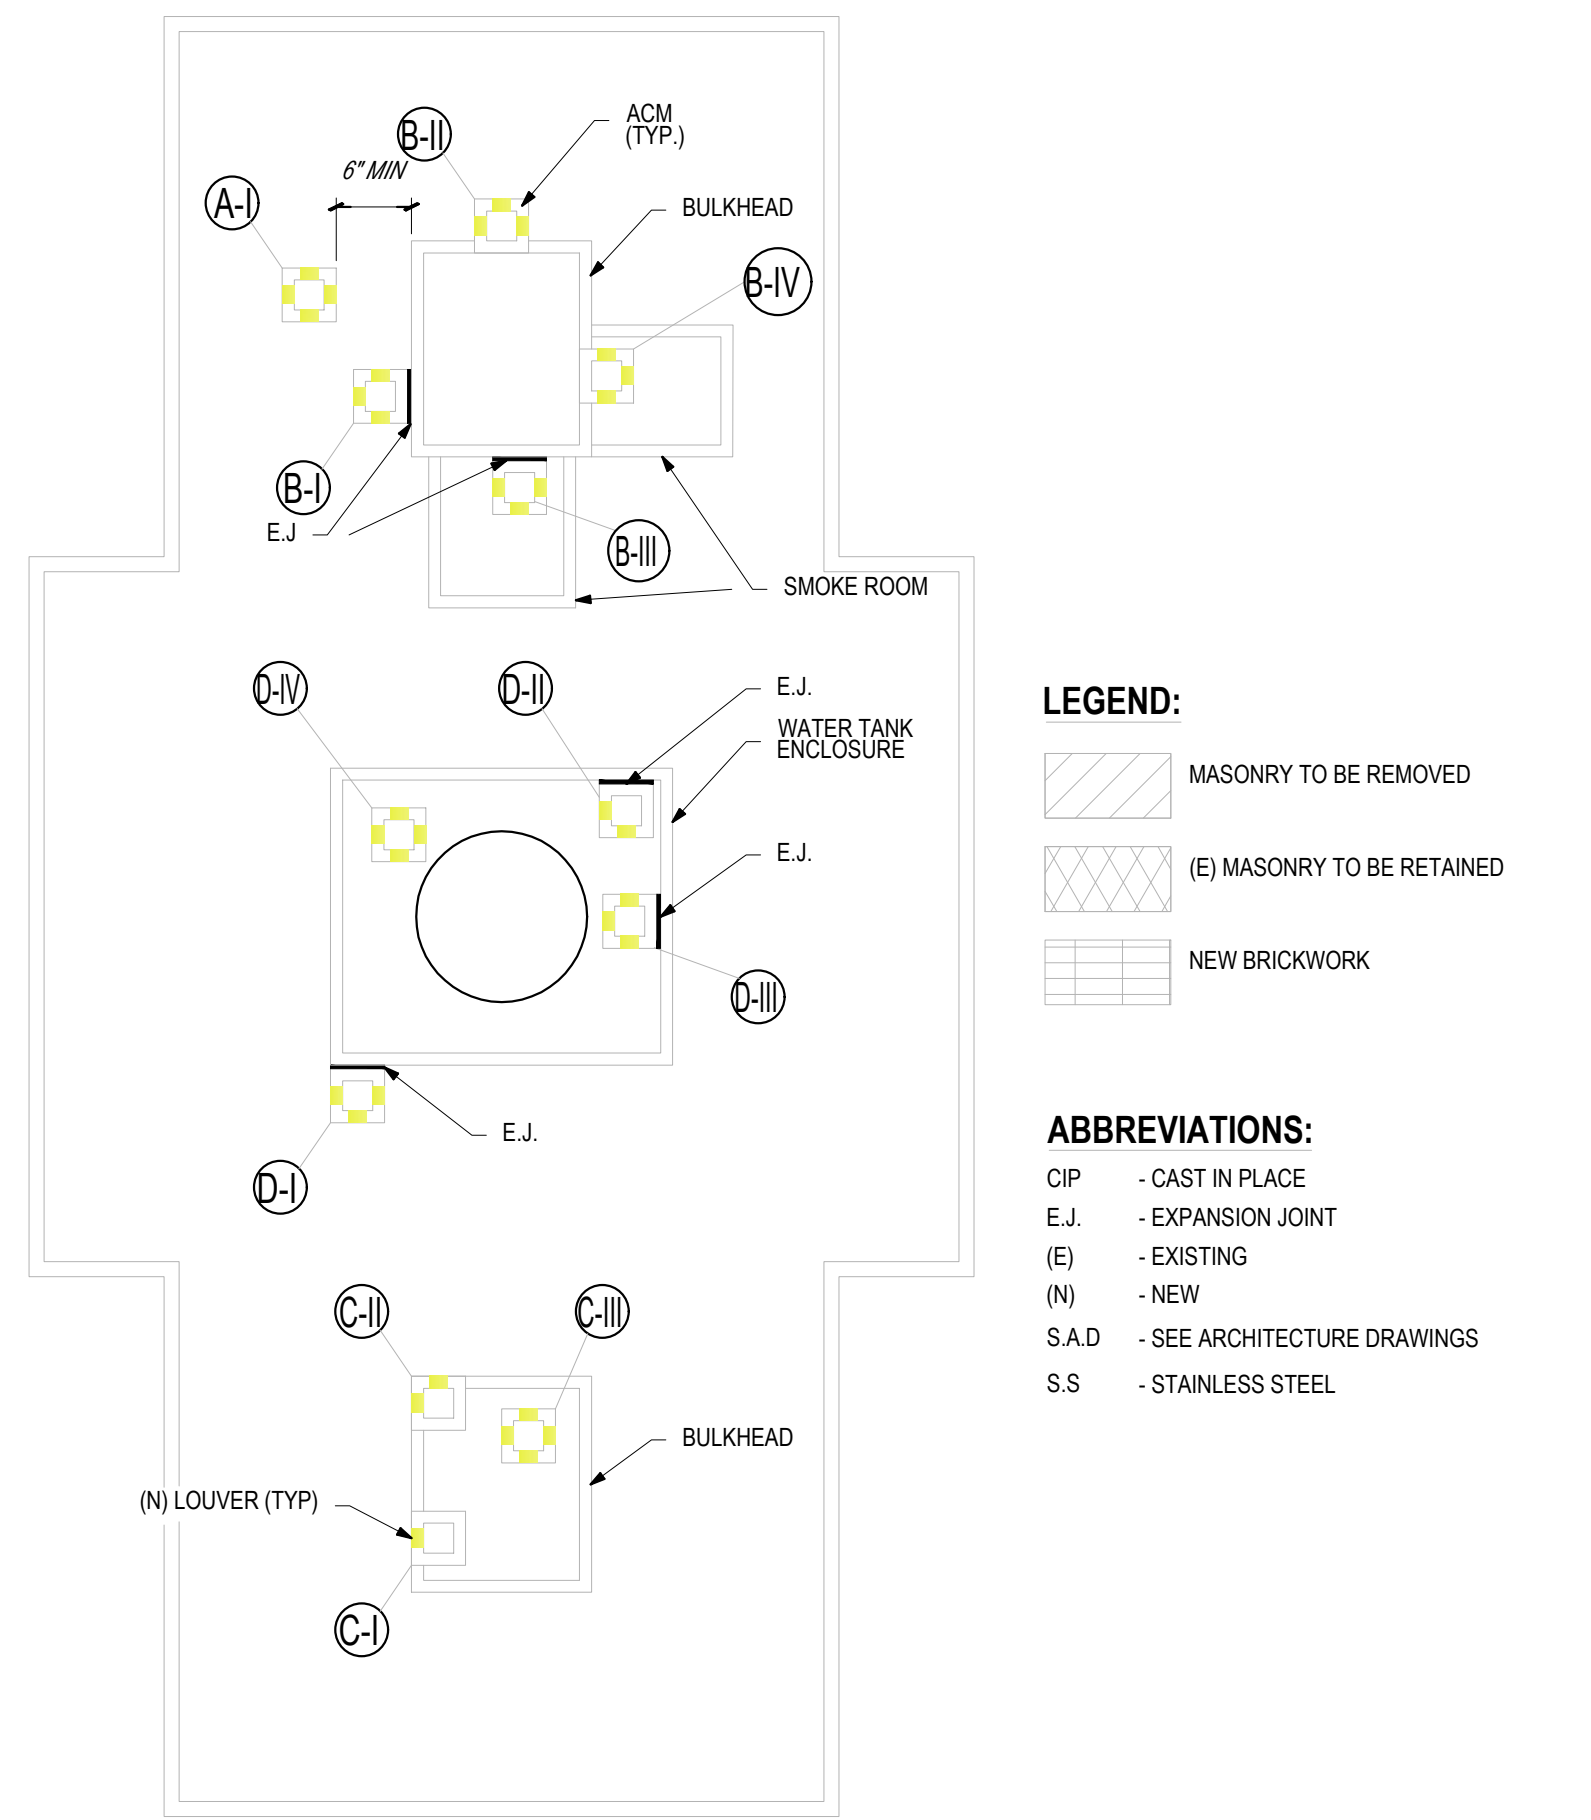 ACM
(TYP.)
B-II
6" MIN
A-I
BULKHEAD
B-IV
B-I
E.J
B-III
SMOKE ROOM
D-IV
D-II
E.J.
WATER TANK
ENCLOSURE
E.J.
D-III
E.J.
D-I
C-II
C-III
BULKHEAD
(N) LOUVER (TYP)
C-I
LEGEND:
MASONRY TO BE REMOVED
(E) MASONRY TO BE RETAINED
NEW BRICKWORK
ABBREVIATIONS:
CIP - CAST IN PLACE
E.J. - EXPANSION JOINT
(E) - EXISTING
(N) - NEW
S.A.D - SEE ARCHITECTURE DRAWINGS
S.S - STAINLESS STEEL